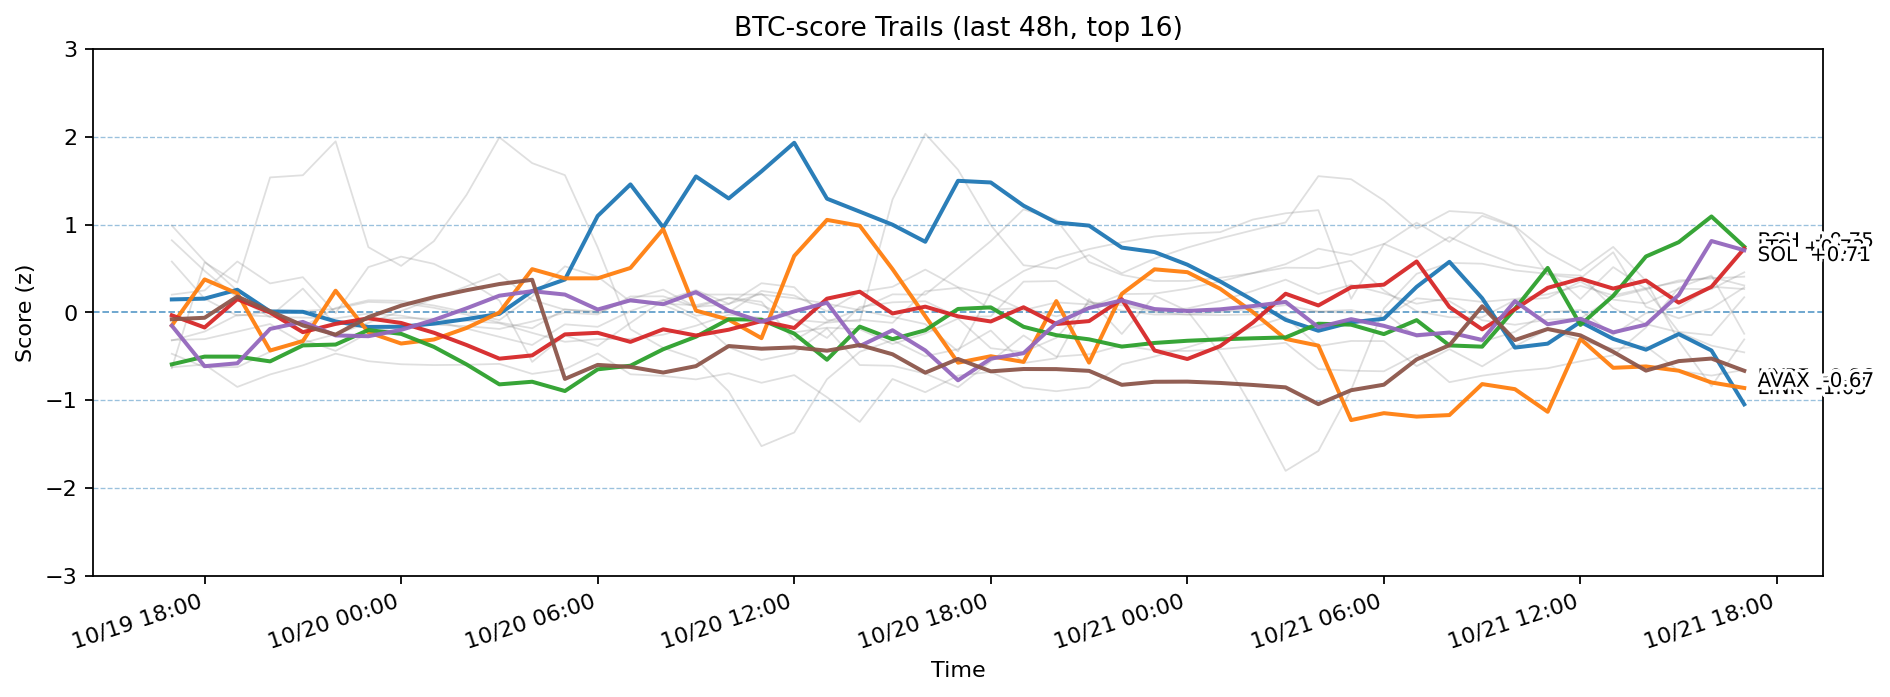 BTC-score Trails (last 48h, top 16)
Score (z)
3
2
1
0
−1
−2
−3
SOL +0.71
AVAX -0.67
LINK -1.05
10/19 18:00
10/20 00:00
10/20 06:00
10/20 12:00
10/20 18:00
10/21 00:00
10/21 06:00
10/21 12:00
10/21 18:00
Time